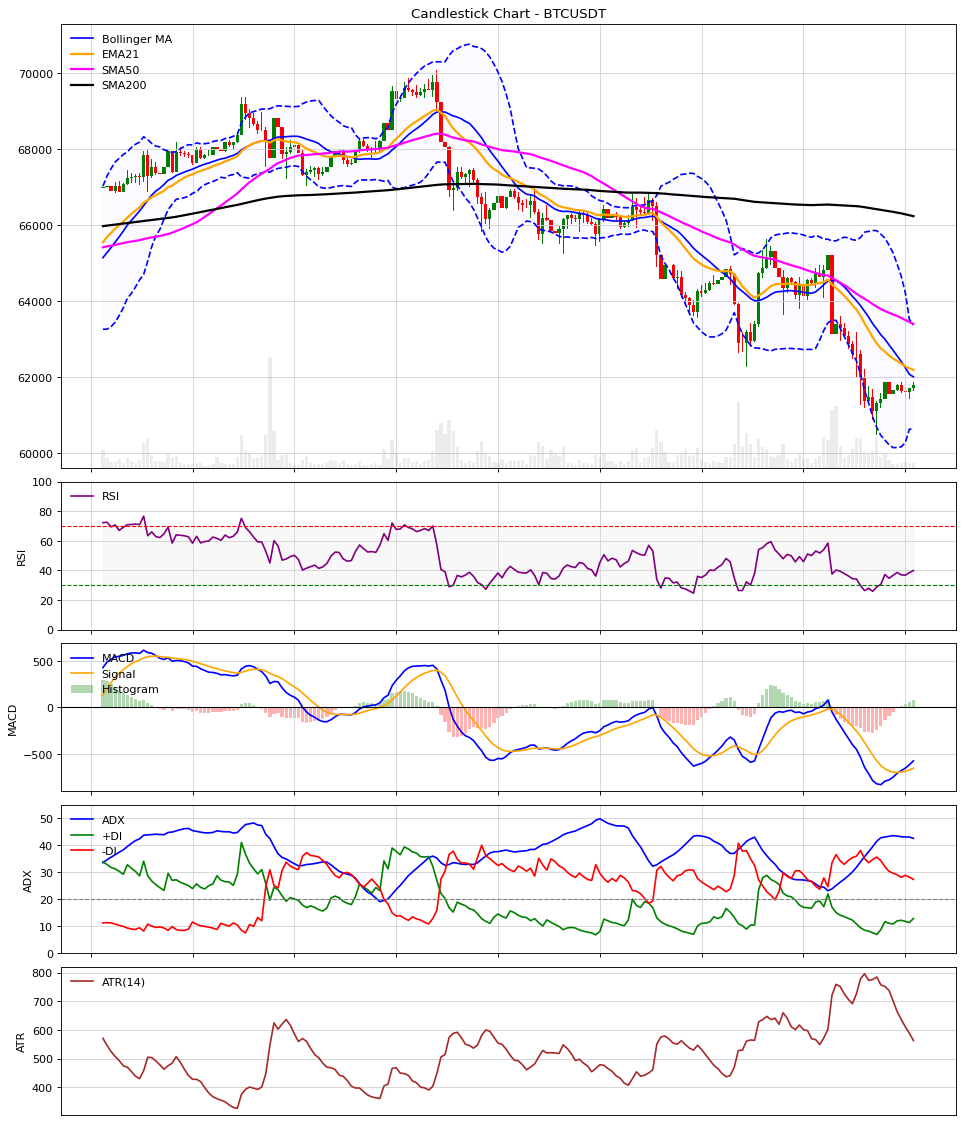 Candlestick Chart - BTCUSDT
Bollinger MA
EMA21
SMA50
SMA200
70000
68000
66000
64000
62000
60000
RSI
100
80
60
40
20
0
RSI
MACD
Signal
Histogram
500
0
−500
MACD
ADX
+DI
-DI
50
40
30
20
10
0
ADX
ATR(14)
800
700
600
500
400
ATR